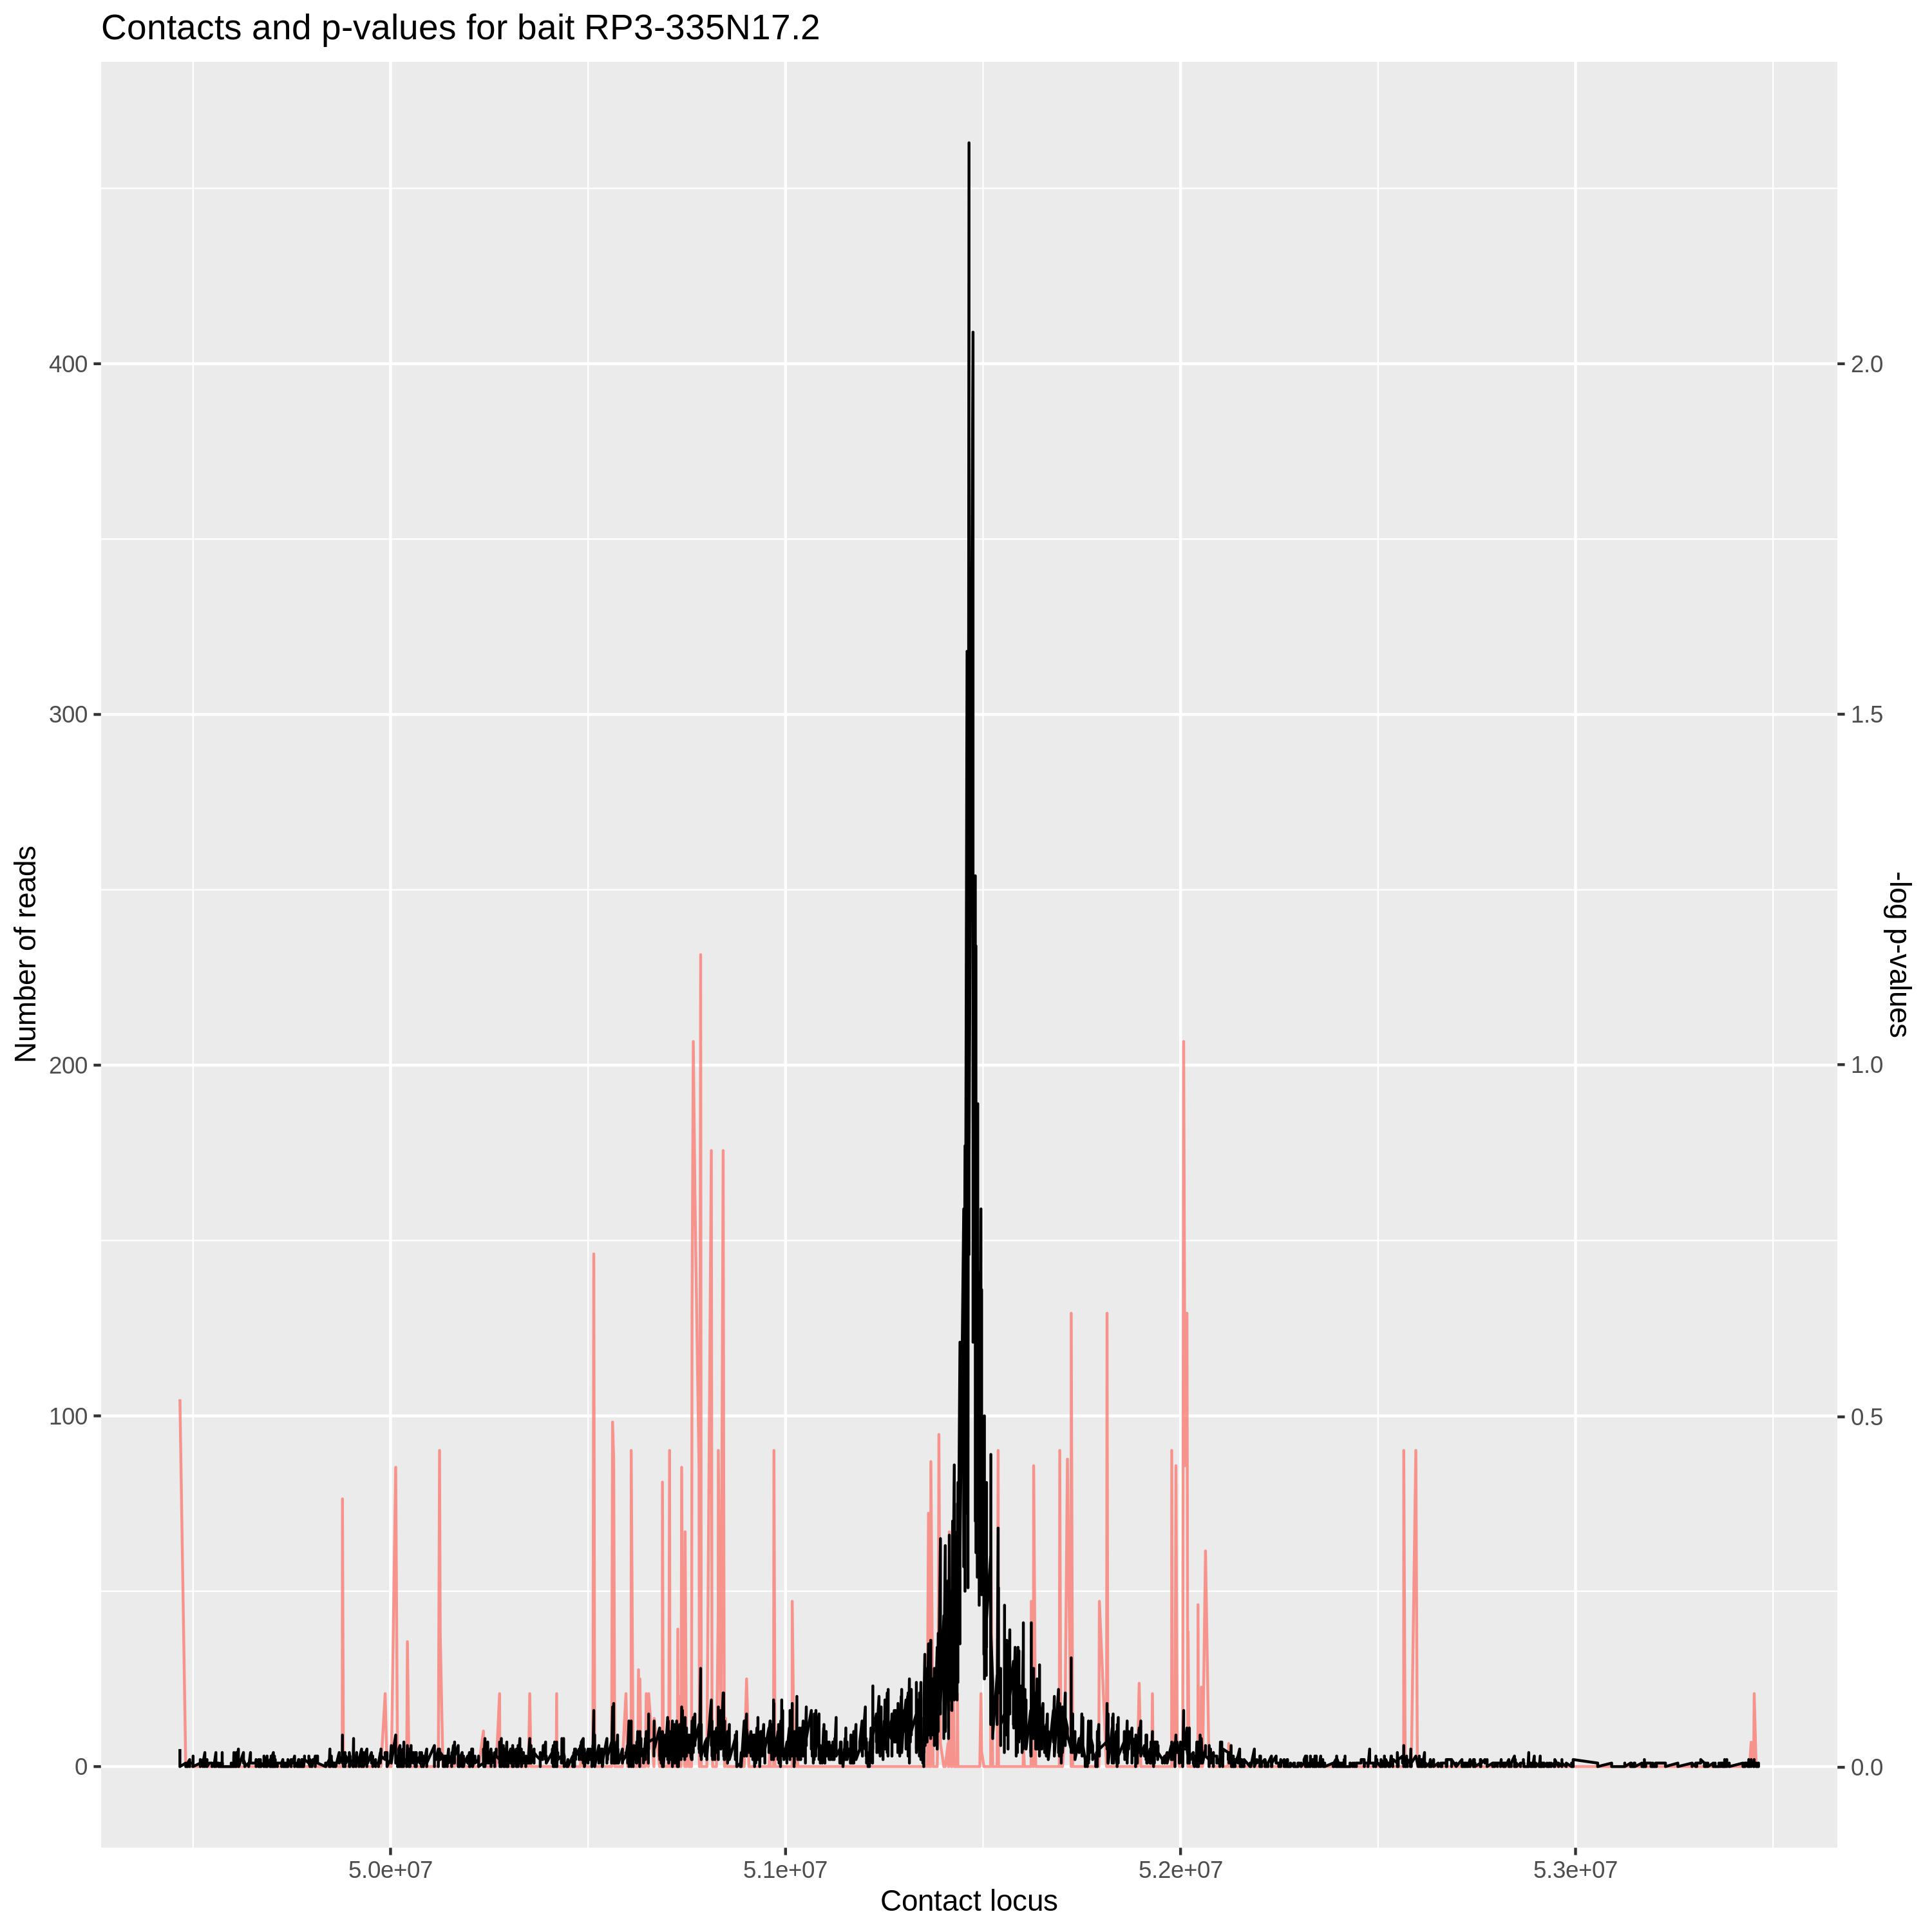 Contacts and p-values for bait RP3-335N17.2
Number of reads
400
300
200
100
0
2.0
1.5
1.0
0.5
0.0
-log p-values
5.0e+07
5.1e+07
5.2e+07
5.3e+07
Contact locus